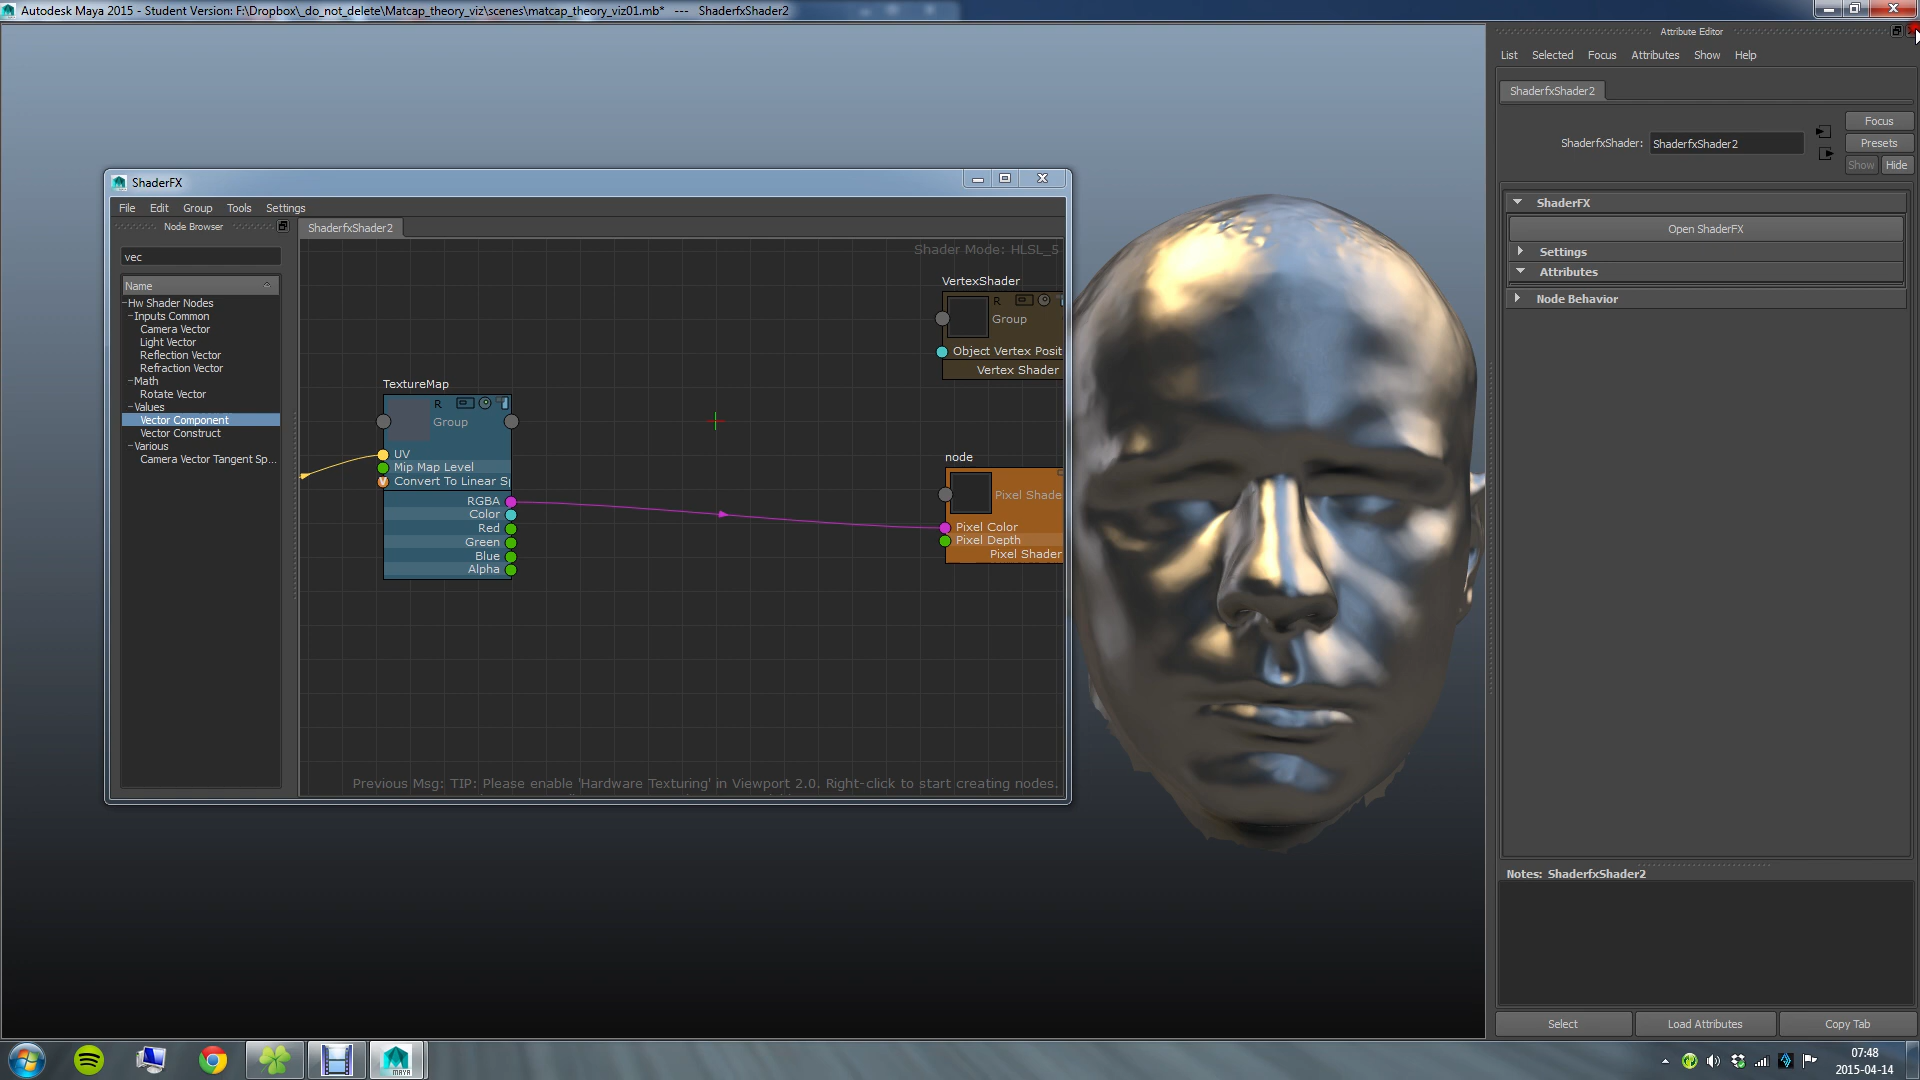 Autodesk Maya 2015 - Student Version: F:\Dropbox\_do_not_delete\Matcap_theory_viz\scenes\matcap_theory_viz01.mb* --- ShaderfxShader2
Attribute Editor
List Selected Focus Attributes Show Help
ShaderfxShader2
ShaderfxShader: ShaderfxShader2
Focus
Presets
Show Hide
ShaderFX
Open ShaderFX
Settings
Attributes
Node Behavior
Notes: ShaderfxShader2
Select Load Attributes Copy Tab
ShaderFX
File Edit Group Tools Settings
Node Browser
vec
Name
Hw Shader Nodes
Inputs Common
Camera Vector
Light Vector
Reflection Vector
Refraction Vector
Math
Rotate Vector
Values
Vector Component
Vector Construct
Various
Camera Vector Tangent Sp...
ShaderfxShader2
Shader Mode: HLSL_5
VertexShader
R
Group
Object Vertex Posit
Vertex Shader
TextureMap
R
Group
UV
Mip Map Level
V Convert To Linear Sp
RGBA
Color
Red
Green
Blue
Alpha
node
Pixel Shade
Pixel Color
Pixel Depth
Pixel Shader
Previous Msg: TIP: Please enable 'Hardware Texturing' in Viewport 2.0. Right-click to start creating nodes.
MAYA
07:48
2015-04-14